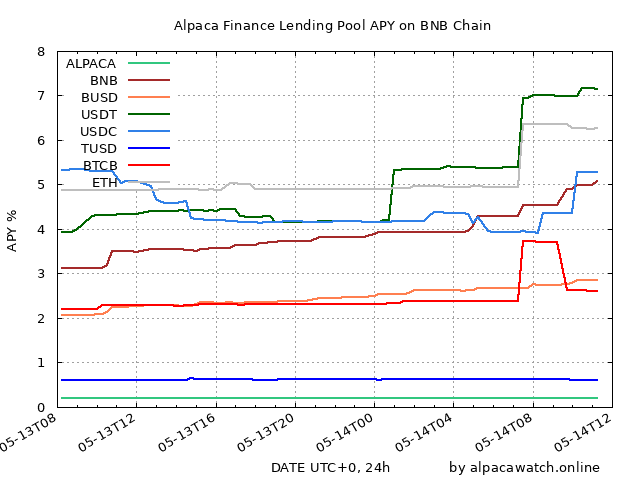 Alpaca Finance Lending Pool APY on BNB Chain
APY %
8
7
6
5
4
3
2
1
0
ALPACA
BNB
BUSD
USDT
USDC
TUSD
BTCB
ETH
05-13T08
05-13T12
05-13T16
05-13T20
05-14T00
05-14T04
05-14T08
05-14T12
DATE UTC+0, 24h
by alpacawatch.online